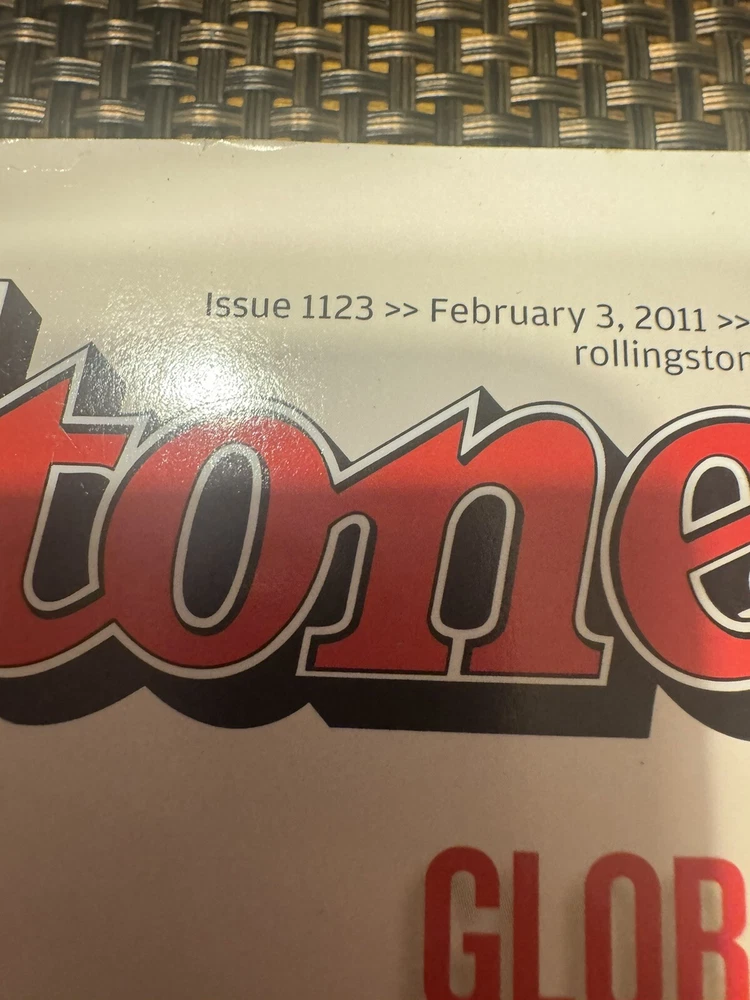 Issue 1123 >> February 3, 2011 >>
rollingston
tone
GLOB